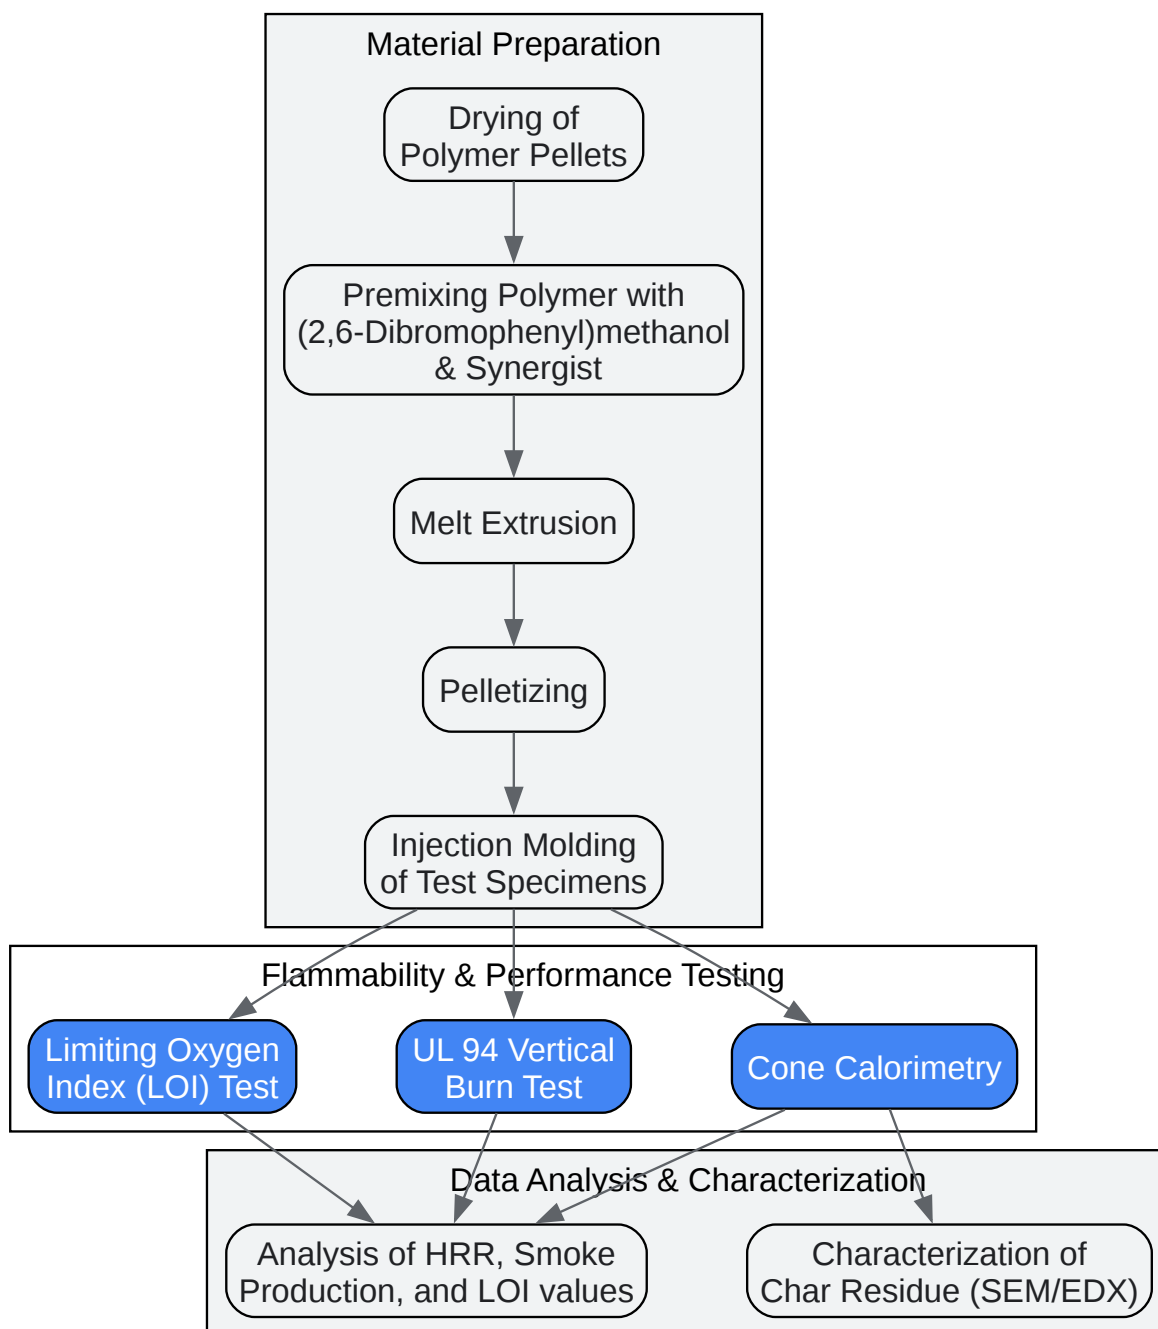 Material Preparation
Drying of
Polymer Pellets
Premixing Polymer with
(2,6-Dibromophenyl)methanol
& Synergist
Melt Extrusion
Pelletizing
Injection Molding
of Test Specimens
Flammability & Performance Testing
Limiting Oxygen
Index (LOI) Test
UL 94 Vertical
Burn Test
Cone Calorimetry
Data Analysis & Characterization
Analysis of HRR, Smoke
Production, and LOI values
Characterization of
Char Residue (SEM/EDX)